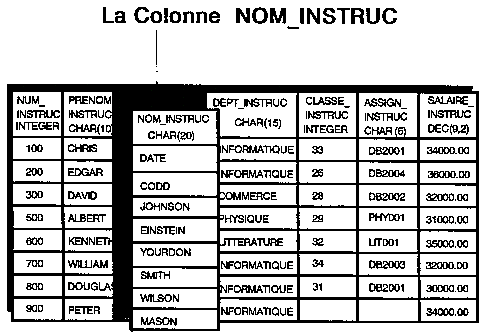 La Colonne NOM_INSTRUC
NUM_ INSTRUC INTEGER
PRENOM INSTRUC CHAR(10)
NOM_INSTRUC CHAR(20)
DEPT_INSTRUC CHAR(15)
CLASSE_ INSTRUC INTEGER
ASSIGN_ INSTRUC CHAR (6)
SALAIRE_ INSTRUC DEC(9,2)
100 CHRIS DATE NFORMATIQUE 33 DB2001 34000.00
200 EDGAR CODD NFORMATIQUE DB2004 36000.00
300 DAVID JOHNSON COMMERCE 28 DB2002 32000.00
500 ALBERT EINSTEIN PHYSIQUE 29 PHY001 31000.00
600 KENNETH YOURDON LITTERATURE 32 LIT001 35000.00
700 WILLIAM SMITH NFORMATIQUE 34 DB2003 32000.00
800 DOUGLAS WILSON NFORMATIQUE 31 DB2001 30000.00
900 PETER MASON NFORMATIQUE 34000.00